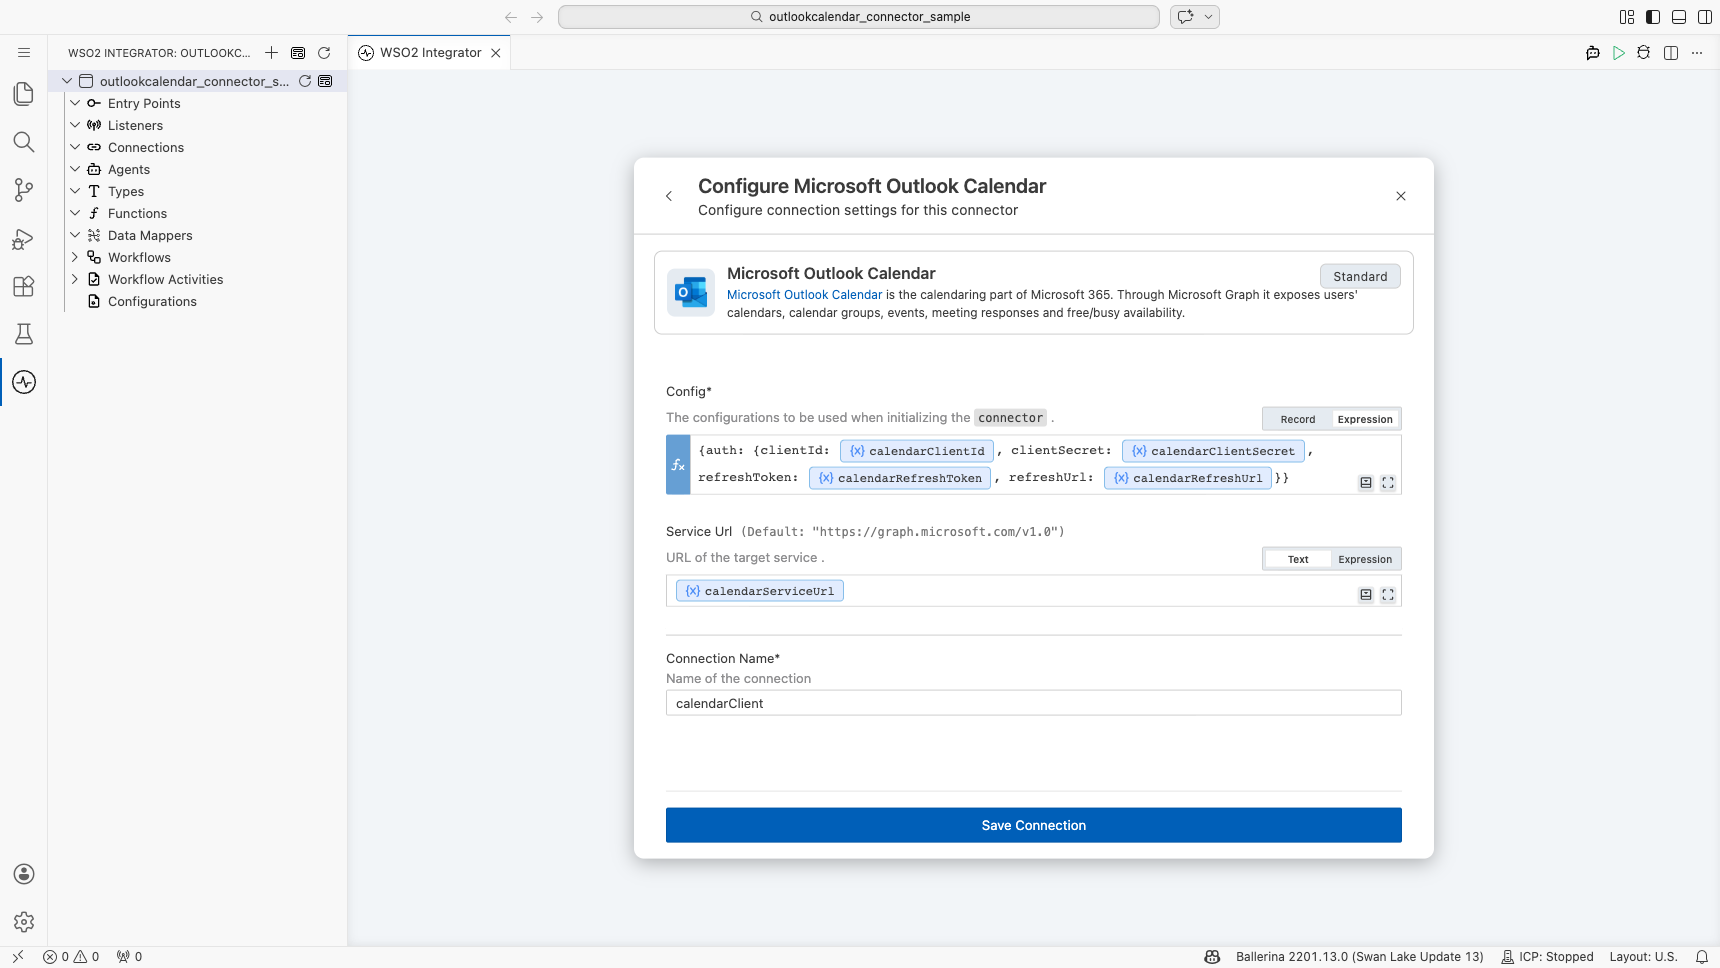 outlookcalendar_connector_sample
WSO2 INTEGRATOR: OUTLOOKC...
WSO2 Integrator
outlookcalendar_connector_s...
Entry Points
Listeners
Connections
Agents
Types
Functions
Data Mappers
Workflows
Workflow Activities
Configurations
Configure Microsoft Outlook Calendar
Configure connection settings for this connector
Microsoft Outlook Calendar
Standard
Microsoft Outlook Calendar is the calendaring part of Microsoft 365. Through Microsoft Graph it exposes users'
calendars, calendar groups, events, meeting responses and free/busy availability.
Config*
The configurations to be used when initializing the connector .
Record Expression
{auth: {clientId: {x} calendarClientId , clientSecret: {x} calendarClientSecret ,
refreshToken: {x} calendarRefreshToken , refreshUrl: {x} calendarRefreshUrl }}
fx
Service Url (Default: "https://graph.microsoft.com/v1.0")
URL of the target service .
Text Expression
{x} calendarServiceUrl
Connection Name*
Name of the connection
calendarClient
Save Connection
0 0 0
Ballerina 2201.13.0 (Swan Lake Update 13) ICP: Stopped Layout: U.S.